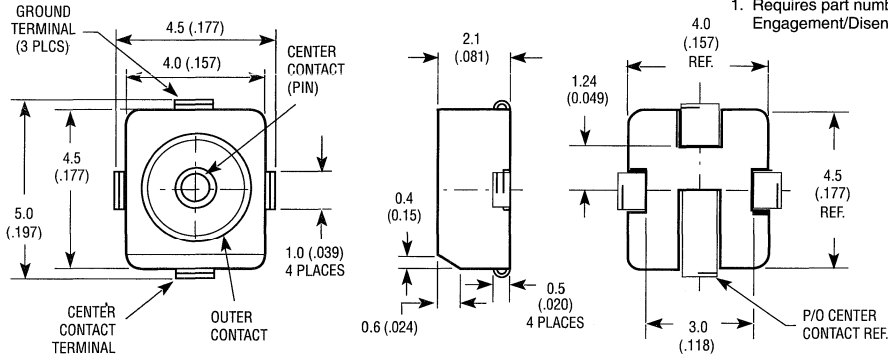 GROUND
TERMINAL
(3 PLCS)
4.5 (.177)
4.0 (.157)
CENTER
CONTACT
(PIN)
4.5
(.177)
5.0
(.197)
1.0 (.039)
4 PLACES
CENTER
CONTACT
TERMINAL
OUTER
CONTACT
2.1
(.081)
0.4
(0.15)
0.6 (.024)
0.5
(.020)
4 PLACES
1. Requires part numb
Engagement/Disen
4.0
(.157)
REF.
1.24
(0.049)
4.5
(.177)
REF.
3.0
(.118)
P/O CENTER
CONTACT REF.